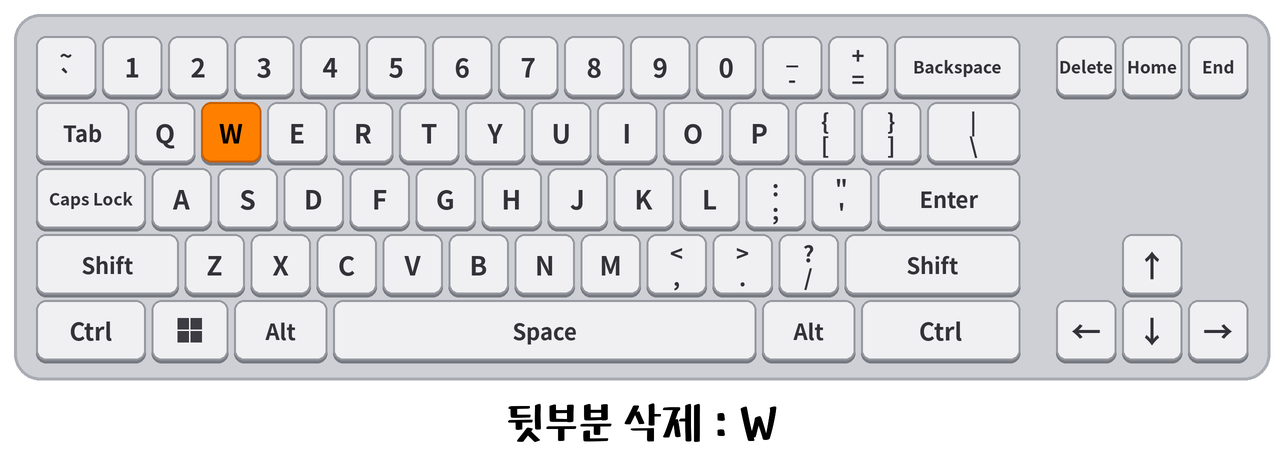 ~ 1 2 3 4 5 6 7 8 9 0 _ + Backspace Delete Home End
` - =
Tab Q W E R T Y U I O P { } |
[ ] \
Caps Lock A S D F G H J K L : " Enter
; '
Shift Z X C V B N M < > ? Shift ↑
, . /
Ctrl Alt Space Alt Ctrl ← ↓ →
뒷부분 삭제 : W